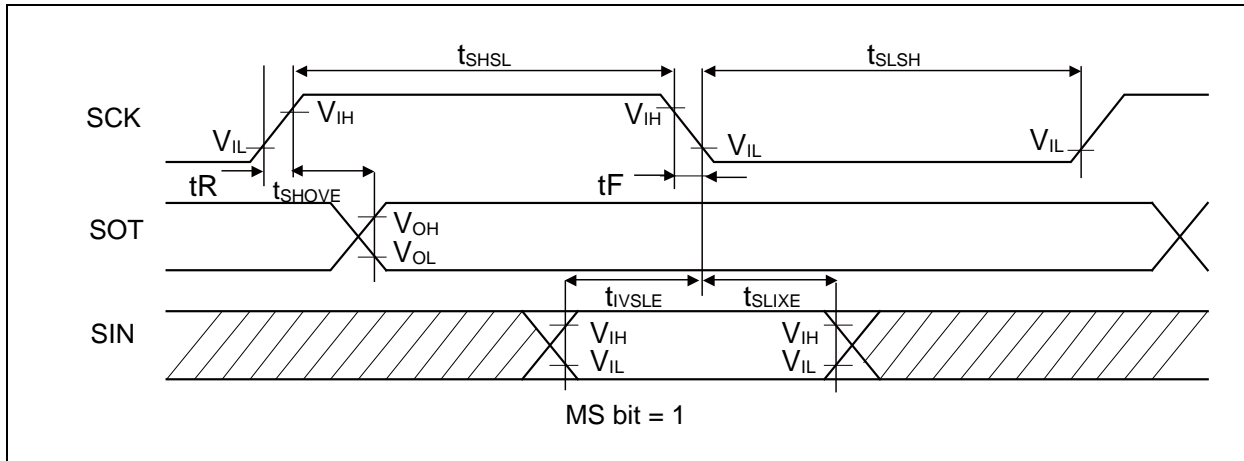 tSHSL tSLSH
SCK VIH VIH
VIL VIL VIL
tR tSHOVE tF
SOT VOH
VOL
tIVSLE tSLIXE
SIN VIH VIH
VIL VIL
MS bit = 1